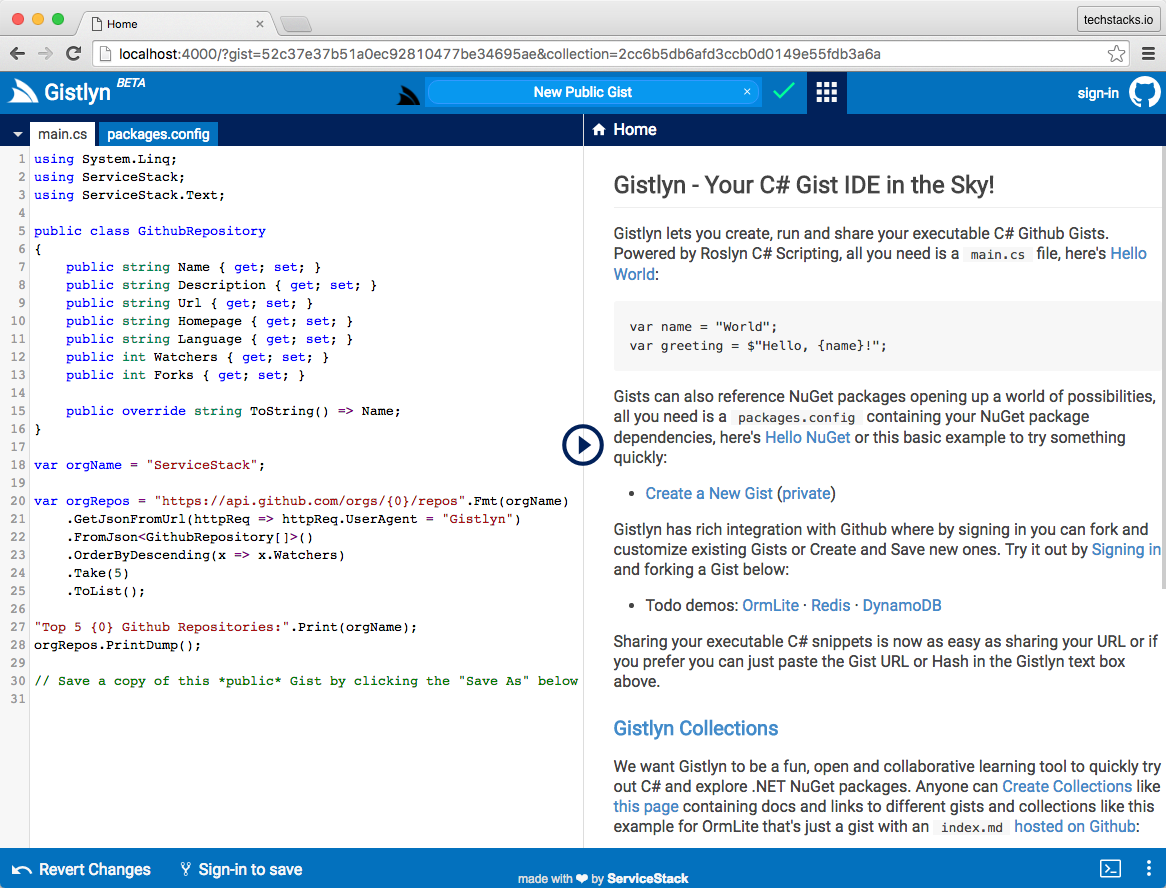 Home
techstacks.io
localhost:4000/?gist=52c37e37b51a0ec92810477be34695ae&collection=2cc6b5db6afd3ccb0d0149e55fdb3a6a
Gistlyn BETA
New Public Gist
sign-in
main.cs
packages.config
1 using System.Linq;
2 using ServiceStack;
3 using ServiceStack.Text;
4
5 public class GithubRepository
6 {
7     public string Name { get; set; }
8     public string Description { get; set; }
9     public string Url { get; set; }
10     public string Homepage { get; set; }
11     public string Language { get; set; }
12     public int Watchers { get; set; }
13     public int Forks { get; set; }
14
15     public override string ToString() => Name;
16 }
17
18 var orgName = "ServiceStack";
19
20 var orgRepos = "https://api.github.com/orgs/{0}/repos".Fmt(orgName)
21     .GetJsonFromUrl(httpReq => httpReq.UserAgent = "Gistlyn")
22     .FromJson<GithubRepository[]>()
23     .OrderByDescending(x => x.Watchers)
24     .Take(5)
25     .ToList();
26
27 "Top 5 {0} Github Repositories:".Print(orgName);
28 orgRepos.PrintDump();
29
30 // Save a copy of this *public* Gist by clicking the "Save As" below
31
Home
Gistlyn - Your C# Gist IDE in the Sky!
Gistlyn lets you create, run and share your executable C# Github Gists.
Powered by Roslyn C# Scripting, all you need is a main.cs file, here's Hello
World:
var name = "World";
var greeting = $"Hello, {name}!";
Gists can also reference NuGet packages opening up a world of possibilities,
all you need is a packages.config containing your NuGet package
dependencies, here's Hello NuGet or this basic example to try something
quickly:
• Create a New Gist (private)
Gistlyn has rich integration with Github where by signing in you can fork and
customize existing Gists or Create and Save new ones. Try it out by Signing in
and forking a Gist below:
• Todo demos: OrmLite · Redis · DynamoDB
Sharing your executable C# snippets is now as easy as sharing your URL or if
you prefer you can just paste the Gist URL or Hash in the Gistlyn text box
above.
Gistlyn Collections
We want Gistlyn to be a fun, open and collaborative learning tool to quickly try
out C# and explore .NET NuGet packages. Anyone can Create Collections like
this page containing docs and links to different gists and collections like this
example for OrmLite that's just a gist with an index.md hosted on Github:
Revert Changes
Sign-in to save
made with ❤ by ServiceStack